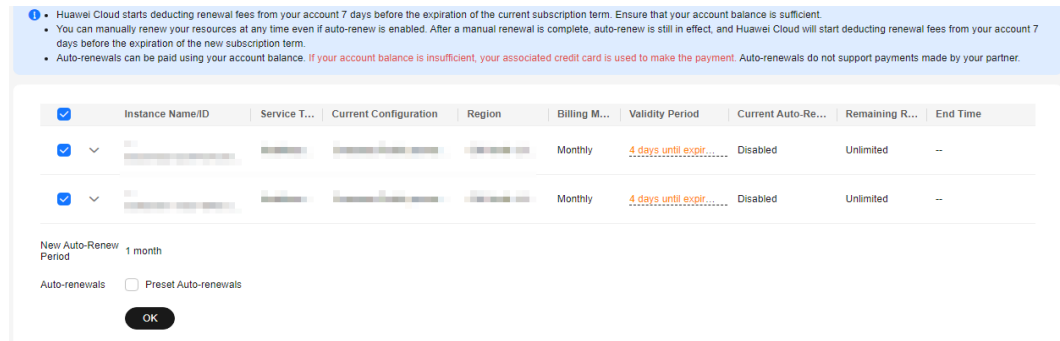 Huawei Cloud starts deducting renewal fees from your account 7 days before the expiration of the current subscription term. Ensure that your account balance is sufficient.
You can manually renew your resources at any time even if auto-renew is enabled. After a manual renewal is complete, auto-renew is still in effect, and Huawei Cloud will start deducting renewal fees from your account 7
days before the expiration of the new subscription term.
Auto-renewals can be paid using your account balance. If your account balance is insufficient, your associated credit card is used to make the payment. Auto-renewals do not support payments made by your partner.
Instance Name/ID Service T... Current Configuration Region Billing M... Validity Period Current Auto-Re... Remaining R... End Time
Monthly 4 days until expir... Disabled Unlimited --
Monthly 4 days until expir... Disabled Unlimited --
New Auto-Renew
Period
1 month
Auto-renewals Preset Auto-renewals
OK